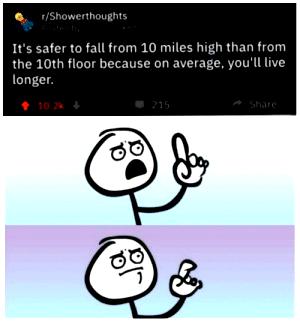 r/Showerthoughts
It's safer to fall from 10 miles high than from
the 10th floor because on average, you'll live
longer.
10.2k 215 Share